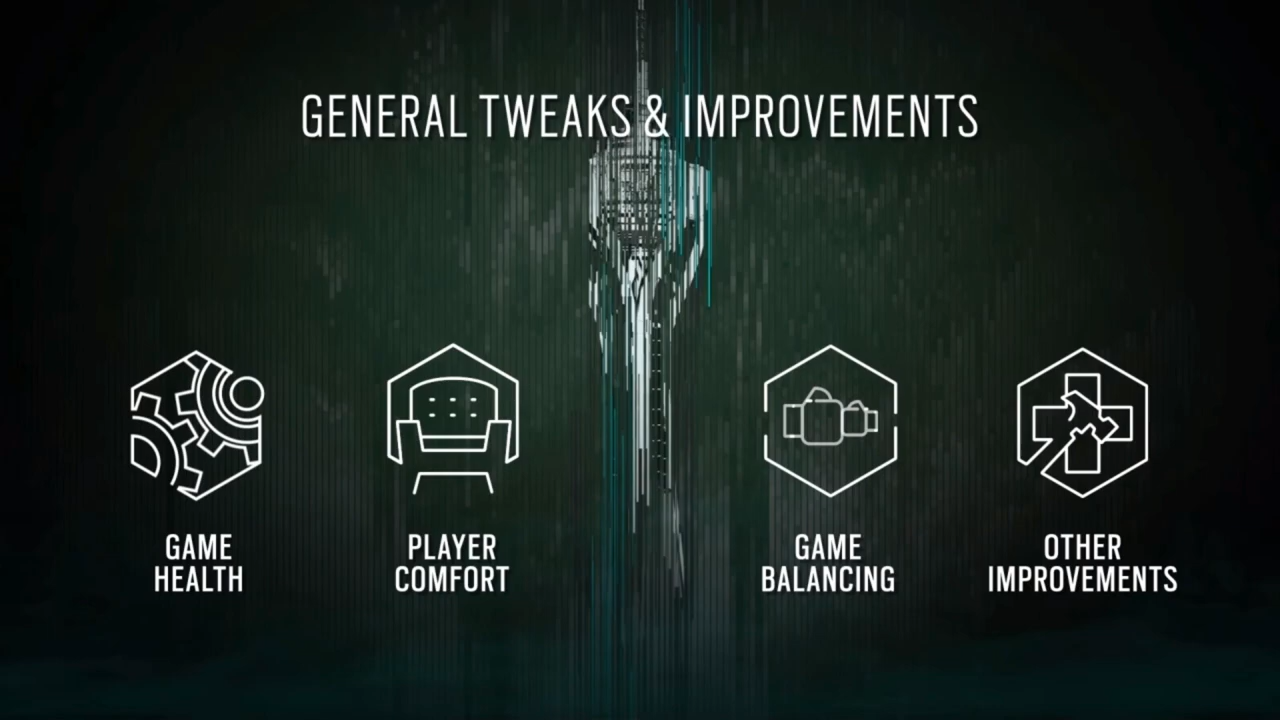 GENERAL TWEAKS & IMPROVEMENTS
GAME
HEALTH
PLAYER
COMFORT
GAME
BALANCING
OTHER
IMPROVEMENTS